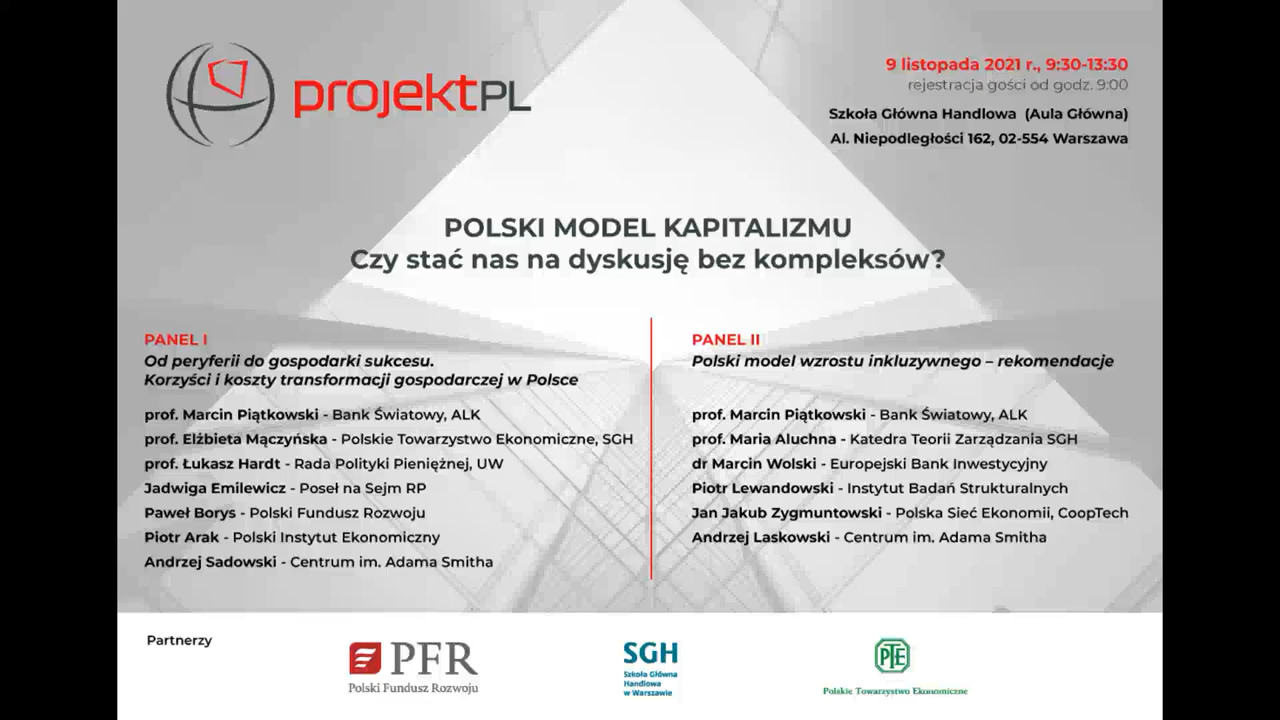 projektPL
9 listopada 2021 r., 9:30-13:30
rejestracja gości od godz. 9:00
Szkoła Główna Handlowa (Aula Główna)
Al. Niepodległości 162, 02-554 Warszawa
POLSKI MODEL KAPITALIZMU
Czy stać nas na dyskusję bez kompleksów?
PANEL I
Od peryferii do gospodarki sukcesu.
Korzyści i koszty transformacji gospodarczej w Polsce
prof. Marcin Piątkowski - Bank Światowy, ALK
prof. Elżbieta Mączyńska - Polskie Towarzystwo Ekonomiczne, SGH
prof. Łukasz Hardt - Rada Polityki Pieniężnej, UW
Jadwiga Emilewicz - Poseł na Sejm RP
Paweł Borys - Polski Fundusz Rozwoju
Piotr Arak - Polski Instytut Ekonomiczny
Andrzej Sadowski - Centrum im. Adama Smitha
PANEL II
Polski model wzrostu inkluzywnego – rekomendacje
prof. Marcin Piątkowski - Bank Światowy, ALK
prof. Maria Aluchna - Katedra Teorii Zarządzania SGH
dr Marcin Wolski - Europejski Bank Inwestycyjny
Piotr Lewandowski - Instytut Badań Strukturalnych
Jan Jakub Zygmuntowski - Polska Sieć Ekonomii, CoopTech
Andrzej Laskowski - Centrum im. Adama Smitha
Partnerzy
PFR
Polski Fundusz Rozwoju
SGH
Szkoła Główna
Handlowa
w Warszawie
PTE
Polskie Towarzystwo Ekonomiczne